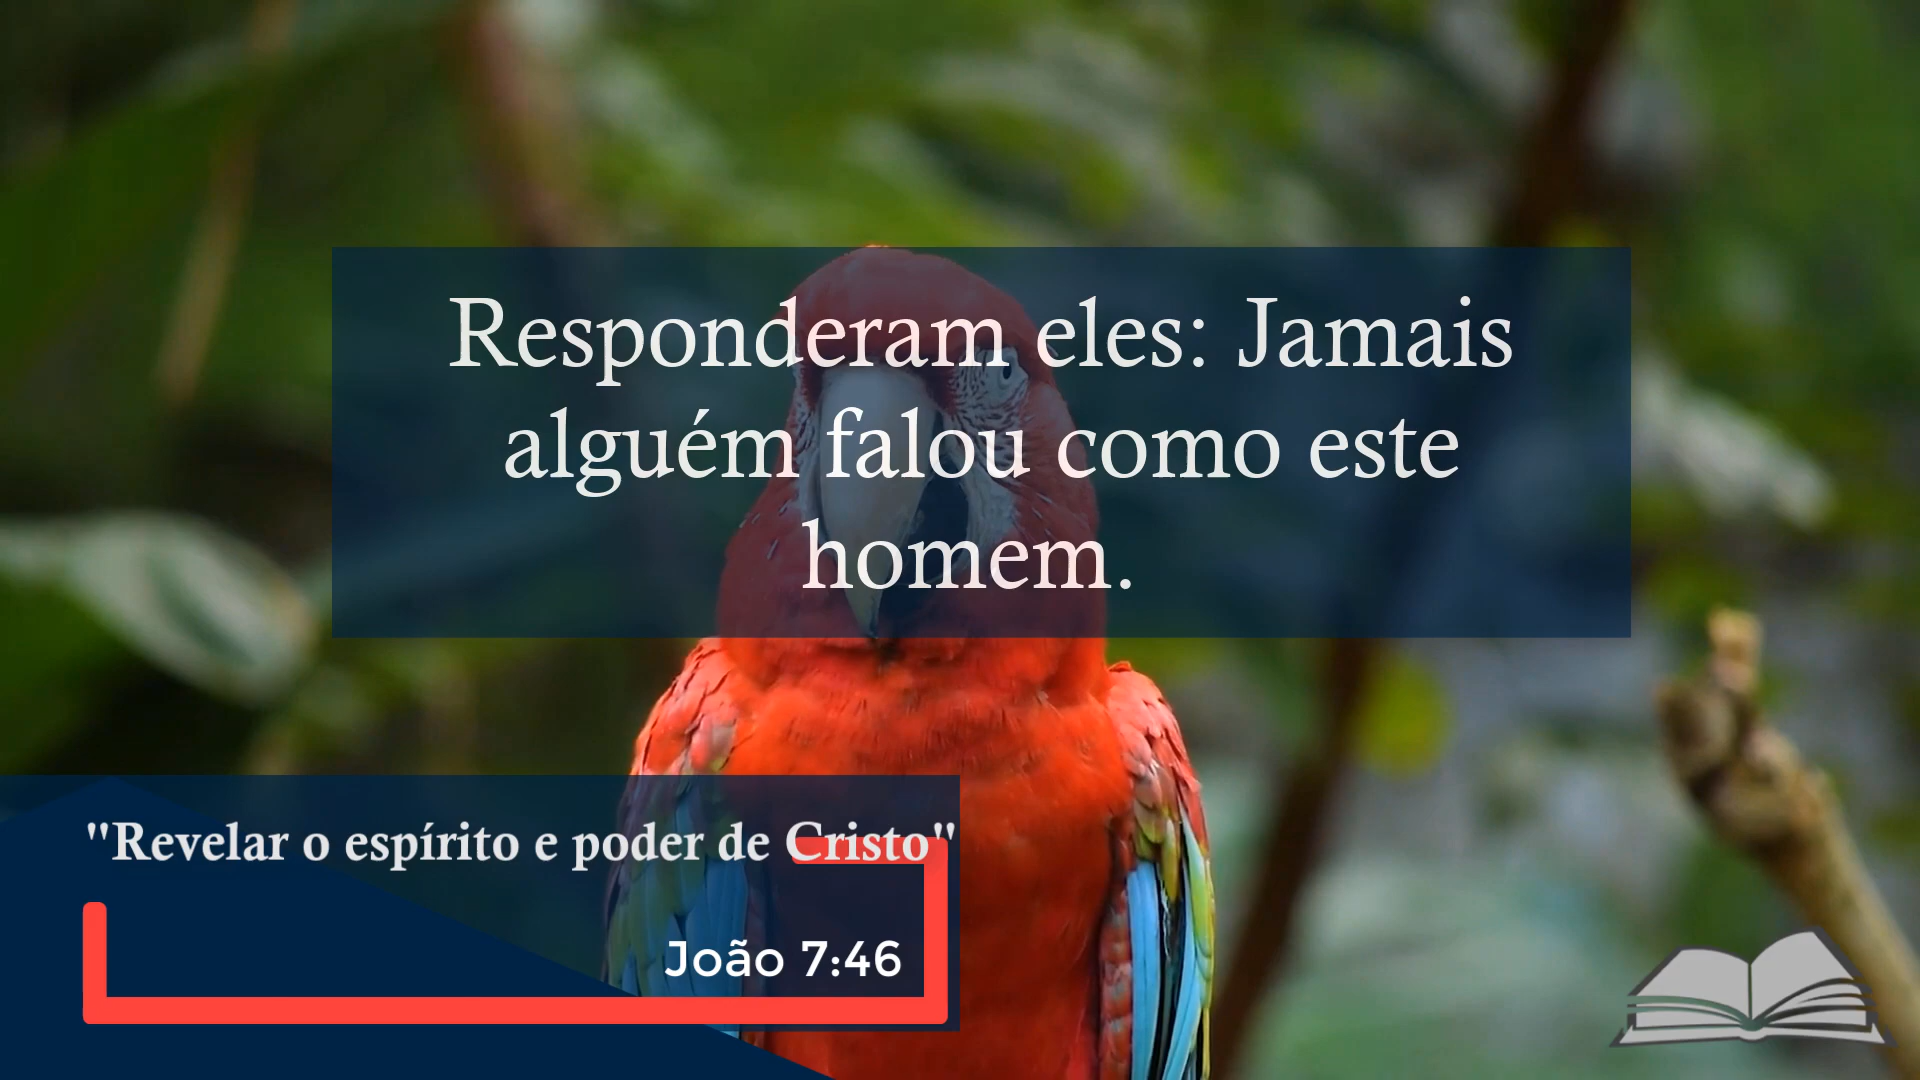 Responderam eles: Jamais
alguém falou como este
homem.
"Revelar o espírito e poder de Cristo"
João 7:46